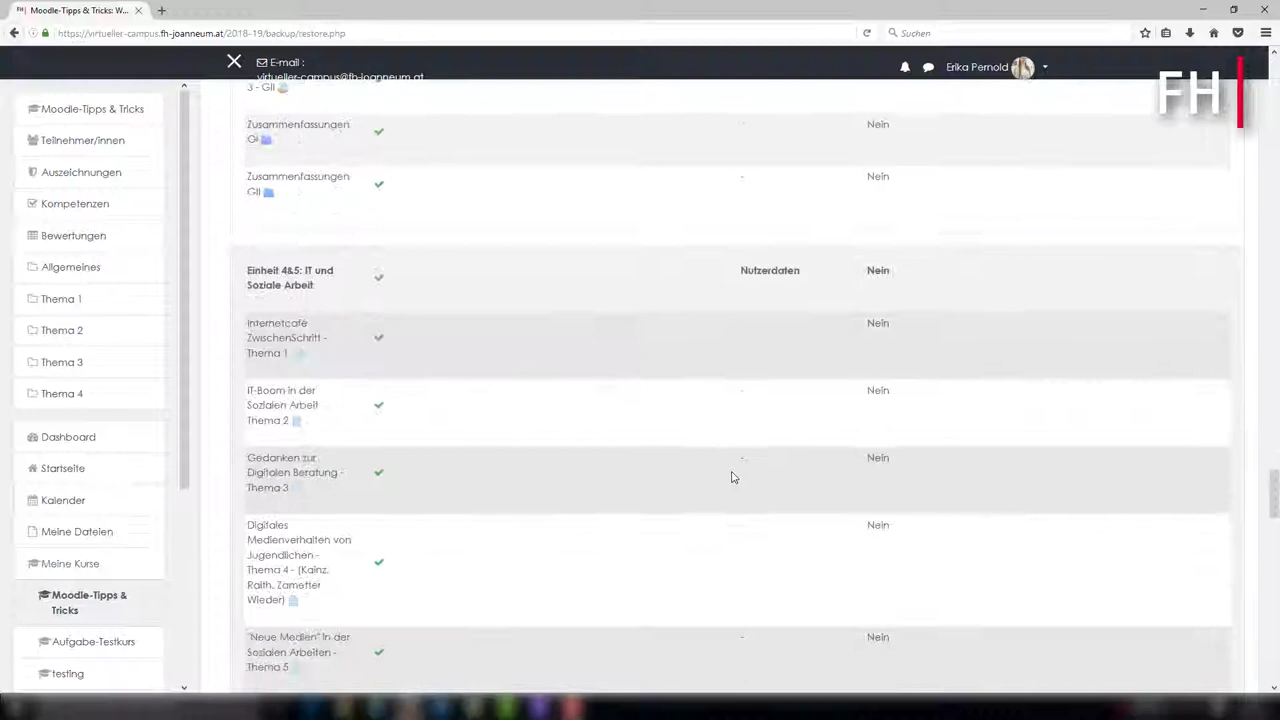 Moodle-Tipps & Tricks: W...
https://virtueller-campus.fh-joanneum.at/2018-19/backup/restore.php
Suchen
E-mail :
virtueller-campus@fh-joanneum.at
Erika Pernold
FH
Moodle-Tipps & Tricks
Teilnehmer/innen
Auszeichnungen
Kompetenzen
Bewertungen
Allgemeines
Thema 1
Thema 2
Thema 3
Thema 4
Dashboard
Startseite
Kalender
Meine Dateien
Meine Kurse
Moodle-Tipps &
Tricks
Aufgabe-Testkurs
testing
3 - GII
Zusammenfassungen
GI
- Nein
Zusammenfassungen
GII
- Nein
Einheit 4&5: IT und
Soziale Arbeit
Nutzerdaten Nein
Internetcafé
ZwischenSchritt -
Thema 1
Nein
IT-Boom in der
Sozialen Arbeit
Thema 2
- Nein
Gedanken zur
Digitalen Beratung -
Thema 3
- Nein
Digitales
Medienverhalten von
Jugendlichen -
Thema 4 - (Kainz,
Raith, Zametter
Wieder)
Nein
"Neue Medien" in der
Sozialen Arbeiten -
Thema 5
- Nein